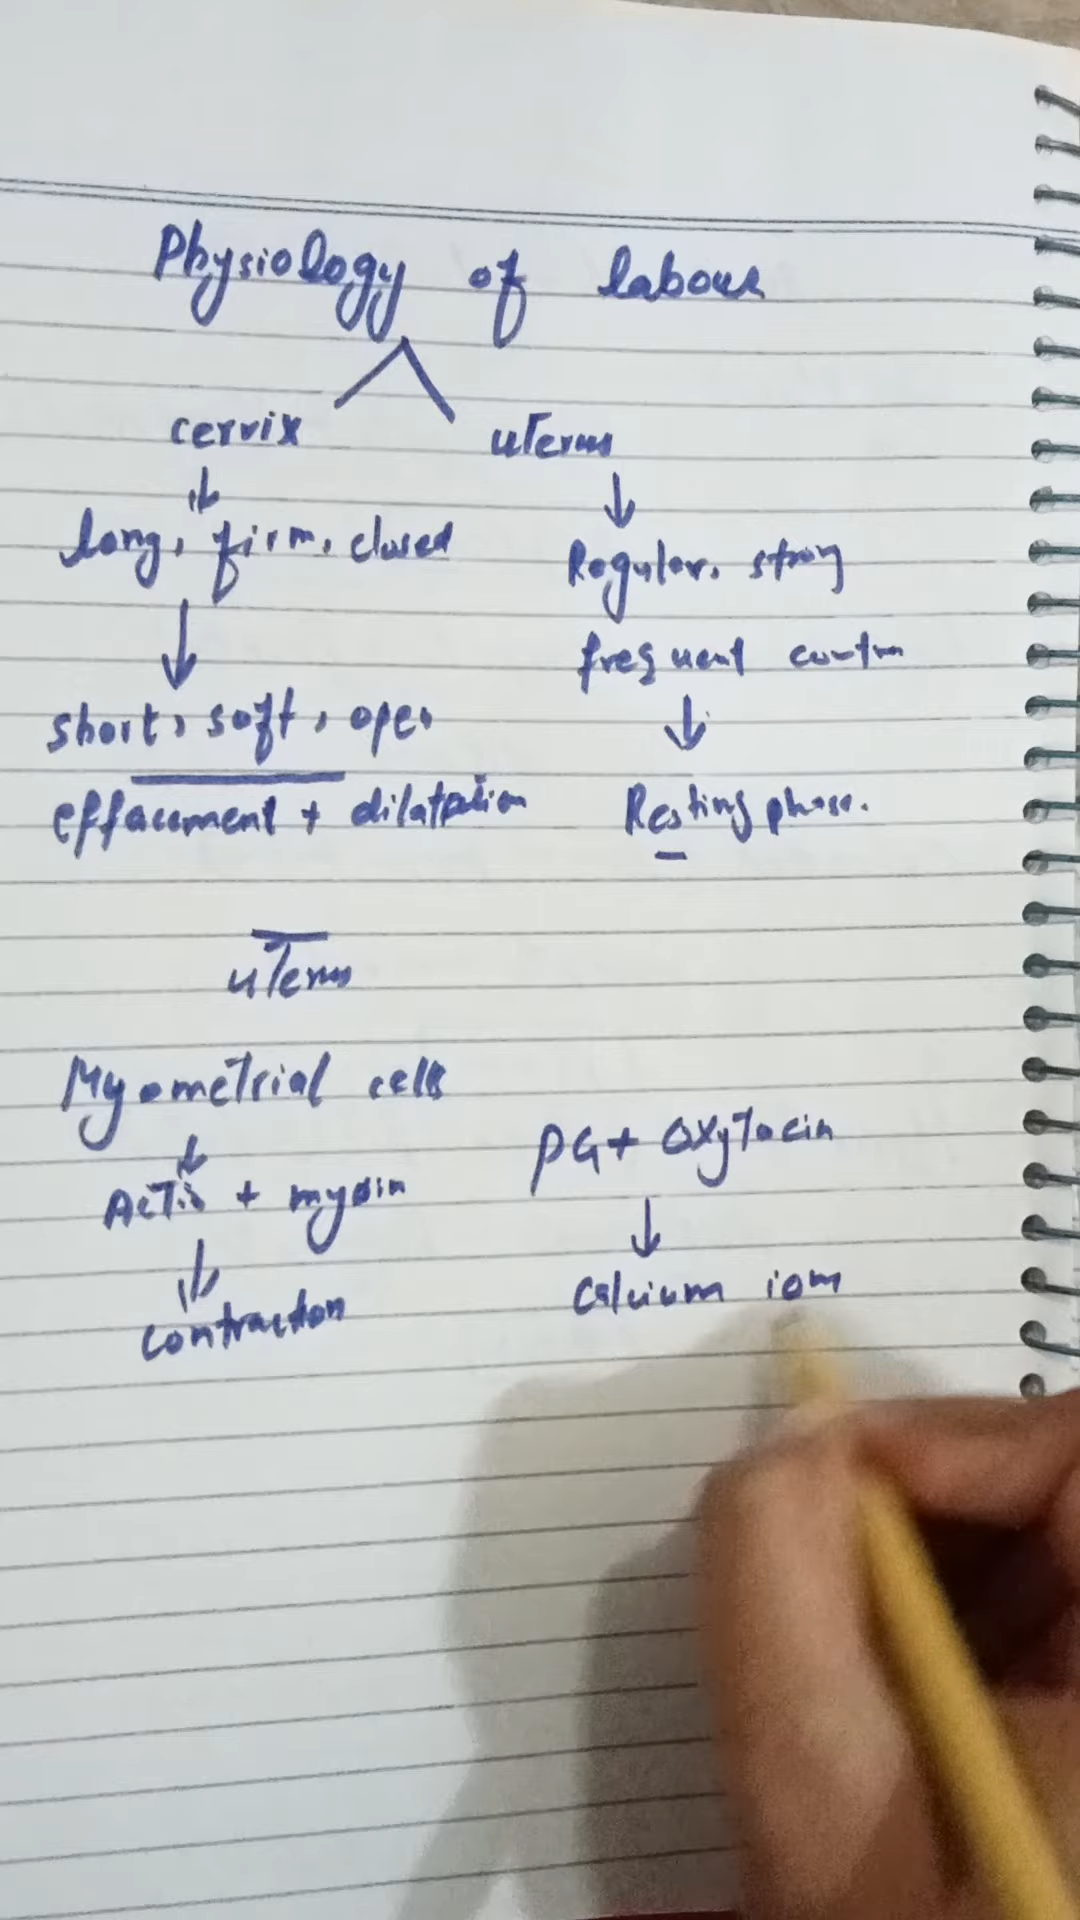 Physiology of labour
cervix
long, firm, closed
short, soft, open
effacement + dilatation
uterus
Regular, strong
frequent contra
Resting phase.
uterus
Myometrial cells
Actin + myosin
contraction
PG + oxytocin
calcium ion